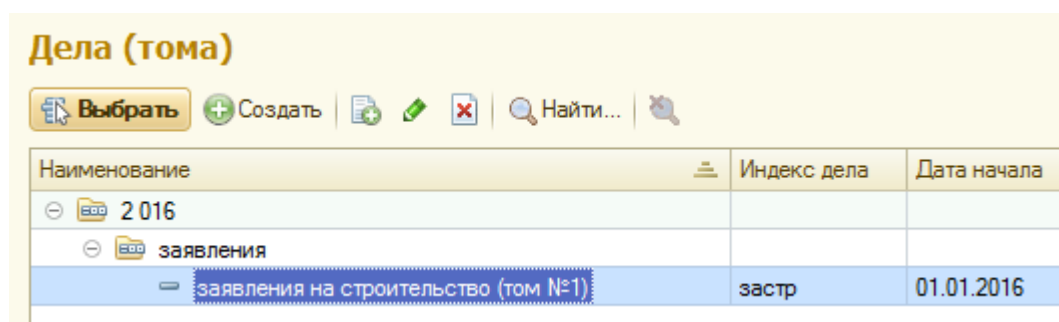 Дела (тома)
Выбрать Создать Найти...
Наименование Индекс дела Дата начала
2 016
заявления
заявления на строительство (том №1) застр 01.01.2016